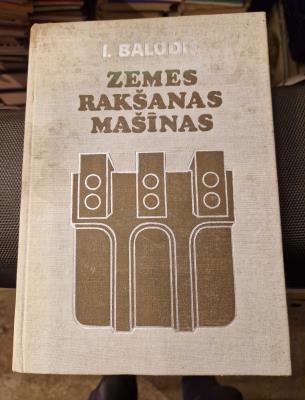 I. BALODIS
ZEMES
RAKŠANAS
MAŠĪNAS